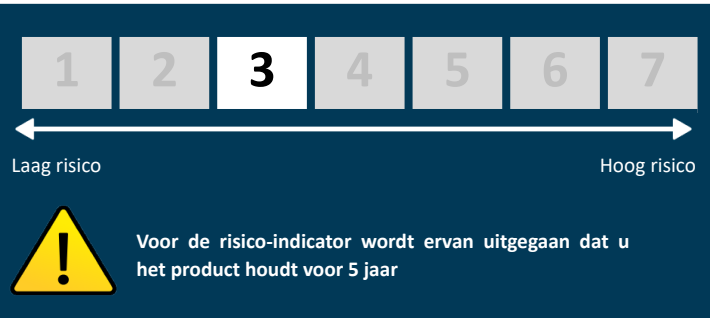 1 2 3 4 5 6 7
Laag risico Hoog risico
Voor de risico-indicator wordt ervan uitgegaan dat u
het product houdt voor 5 jaar